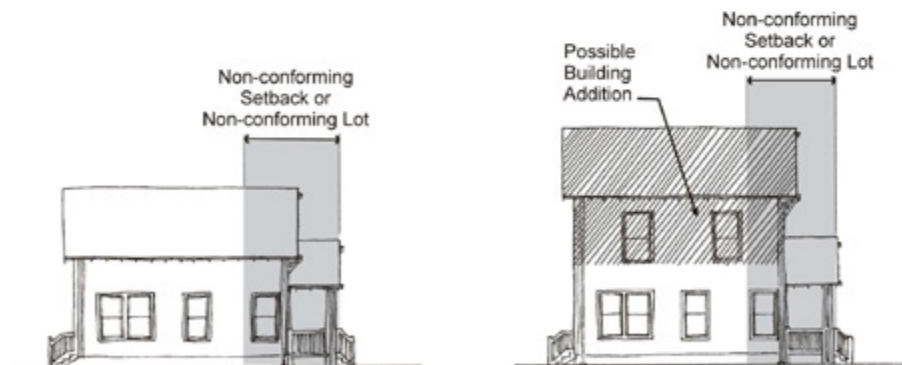 Non-conforming
Setback or
Non-conforming Lot
Possible
Building
Addition
Non-conforming
Setback or
Non-conforming Lot